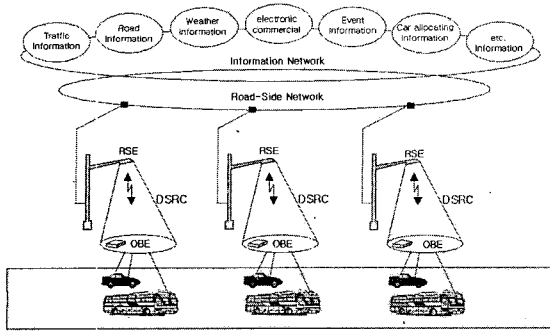 Traffic Information
Road Information
Weather Information
electronic commercial
Event Information
Car allocating Information
etc. Information
Information Network
Road-Side Network
RSE
RSE
RSE
DSRC
DSRC
DSRC
OBE
OBE
OBE